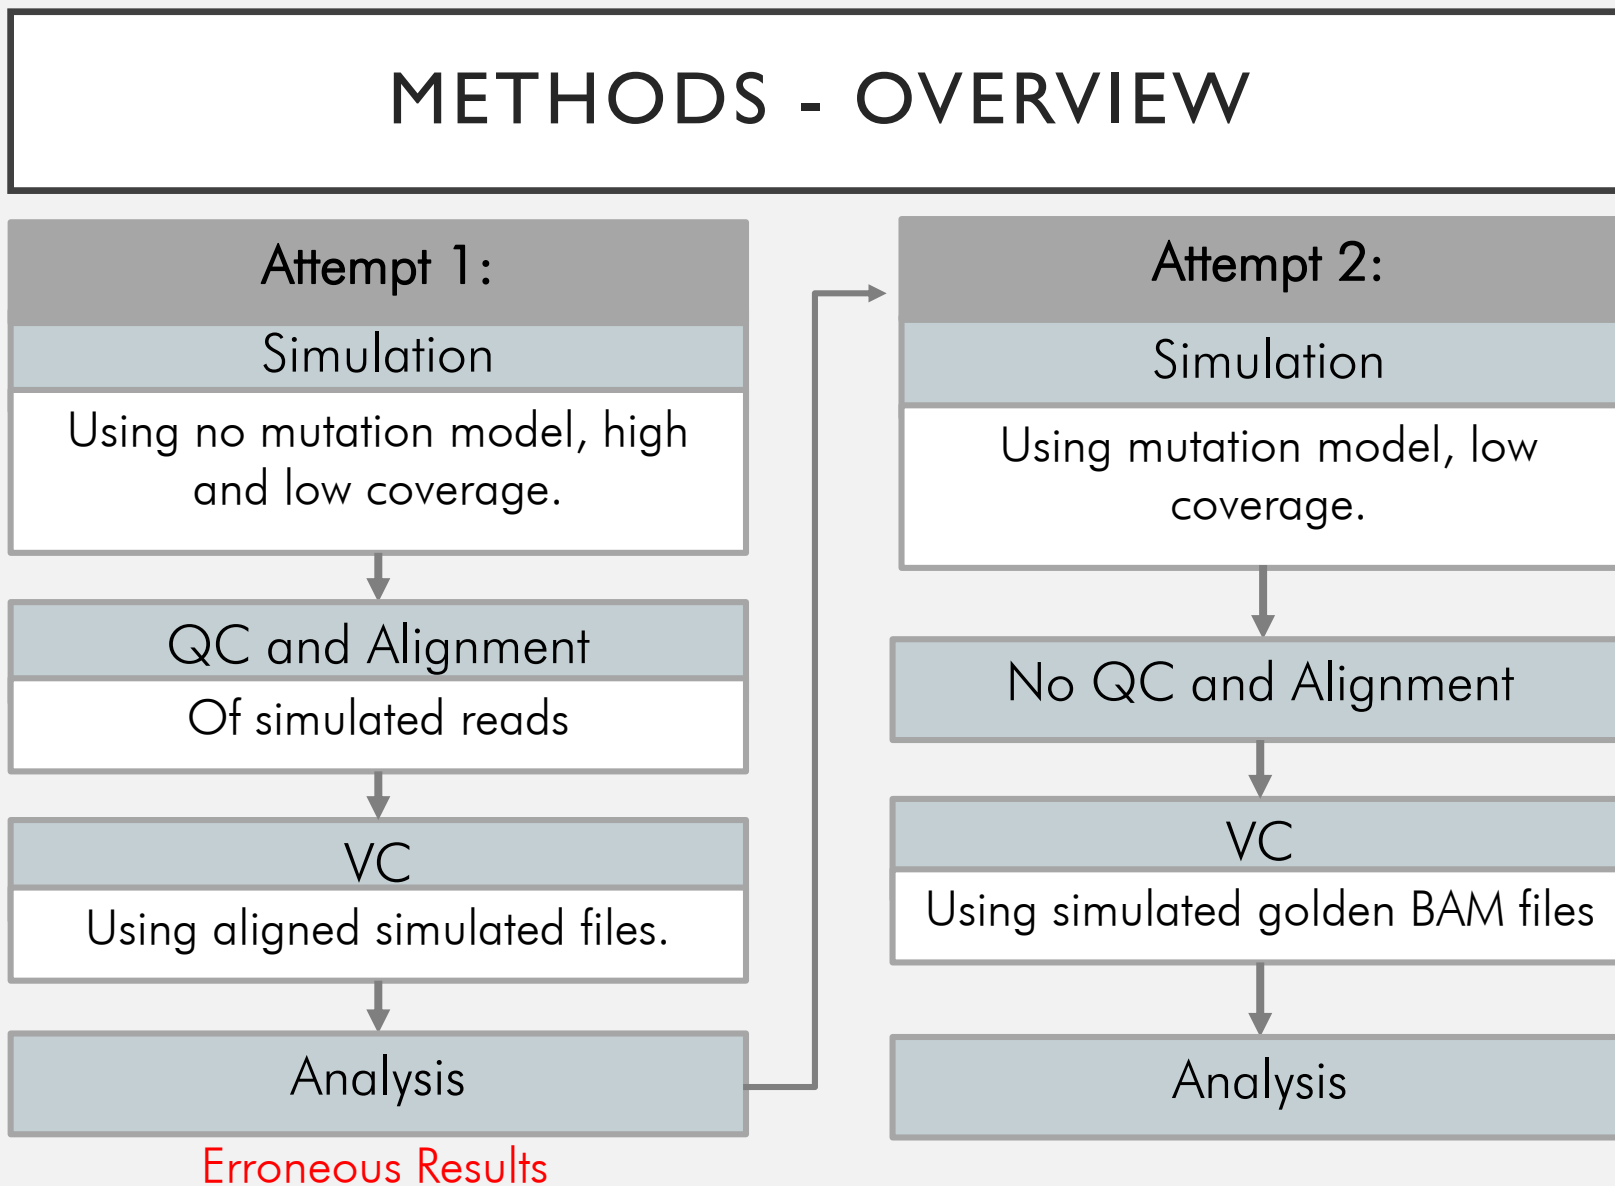 METHODS - OVERVIEW
Attempt 1:
Simulation
Using no mutation model, high
and low coverage.
QC and Alignment
Of simulated reads
VC
Using aligned simulated files.
Analysis
Erroneous Results
Attempt 2:
Simulation
Using mutation model, low
coverage.
No QC and Alignment
VC
Using simulated golden BAM files
Analysis